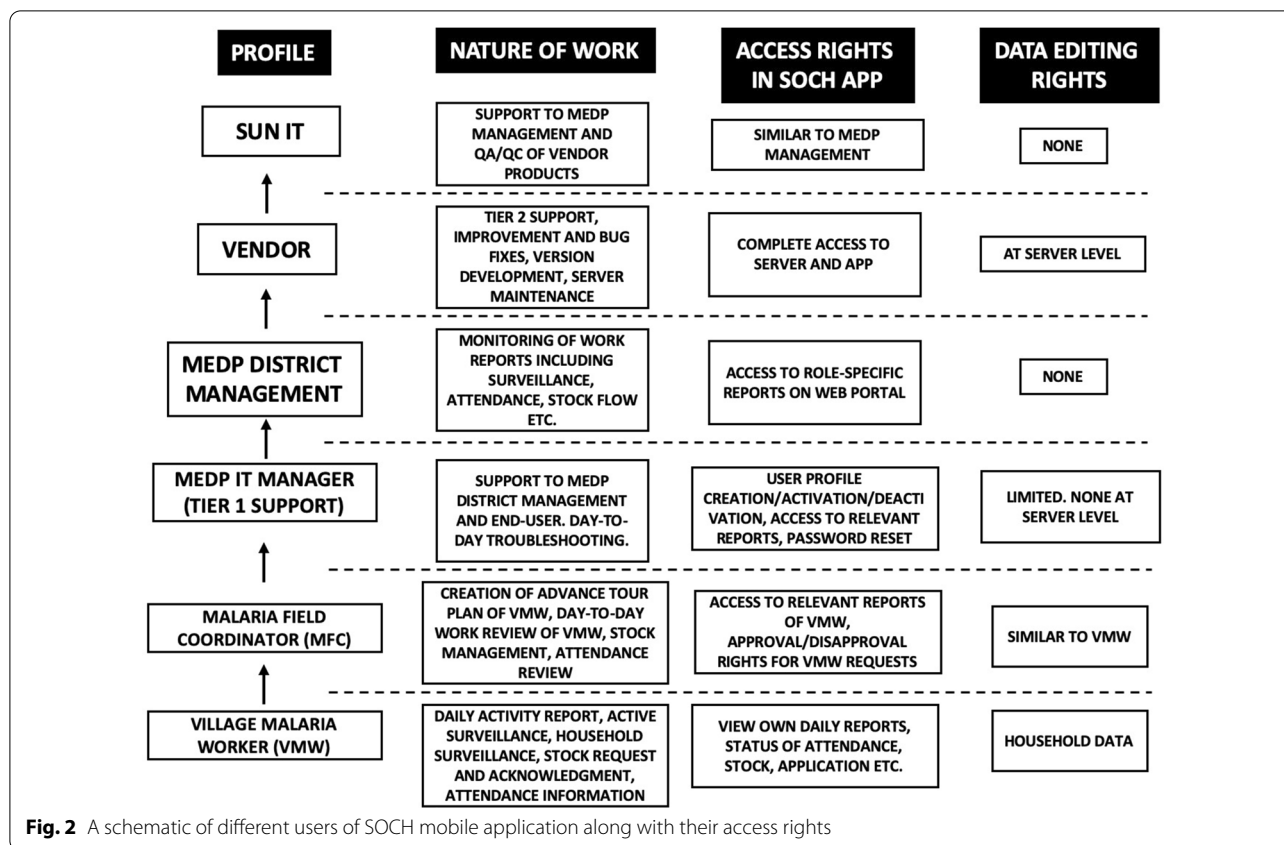 PROFILE
NATURE OF WORK
ACCESS RIGHTS
IN SOCH APP
DATA EDITING
RIGHTS
SUN IT
SUPPORT TO MEDP
MANAGEMENT AND
QA/QC OF VENDOR
PRODUCTS
SIMILAR TO MEDP
MANAGEMENT
NONE
VENDOR
TIER 2 SUPPORT,
IMPROVEMENT AND BUG
FIXES, VERSION
DEVELOPMENT, SERVER
MAINTENANCE
COMPLETE ACCESS TO
SERVER AND APP
AT SERVER LEVEL
MEDP DISTRICT
MANAGEMENT
MONITORING OF WORK
REPORTS INCLUDING
SURVEILLANCE,
ATTENDANCE, STOCK FLOW
ETC.
ACCESS TO ROLE-SPECIFIC
REPORTS ON WEB PORTAL
NONE
MEDP IT MANAGER
(TIER 1 SUPPORT)
SUPPORT TO MEDP
DISTRICT MANAGEMENT
AND END-USER. DAY-TO-
DAY TROUBLESHOOTING.
USER PROFILE
CREATION/ACTIVATION/DEACTI
VATION, ACCESS TO RELEVANT
REPORTS, PASSWORD RESET
LIMITED. NONE AT
SERVER LEVEL
MALARIA FIELD
COORDINATOR (MFC)
CREATION OF ADVANCE TOUR
PLAN OF VMW, DAY-TO-DAY
WORK REVIEW OF VMW, STOCK
MANAGEMENT, ATTENDANCE
REVIEW
ACCESS TO RELEVANT REPORTS
OF VMW,
APPROVAL/DISAPPROVAL
RIGHTS FOR VMW REQUESTS
SIMILAR TO VMW
VILLAGE MALARIA
WORKER (VMW)
DAILY ACTIVITY REPORT, ACTIVE
SURVEILLANCE, HOUSEHOLD
SURVEILLANCE, STOCK REQUEST
AND ACKNOWLEDGMENT,
ATTENDANCE INFORMATION
VIEW OWN DAILY REPORTS,
STATUS OF ATTENDANCE,
STOCK, APPLICATION ETC.
HOUSEHOLD DATA
Fig. 2 A schematic of different users of SOCH mobile application along with their access rights